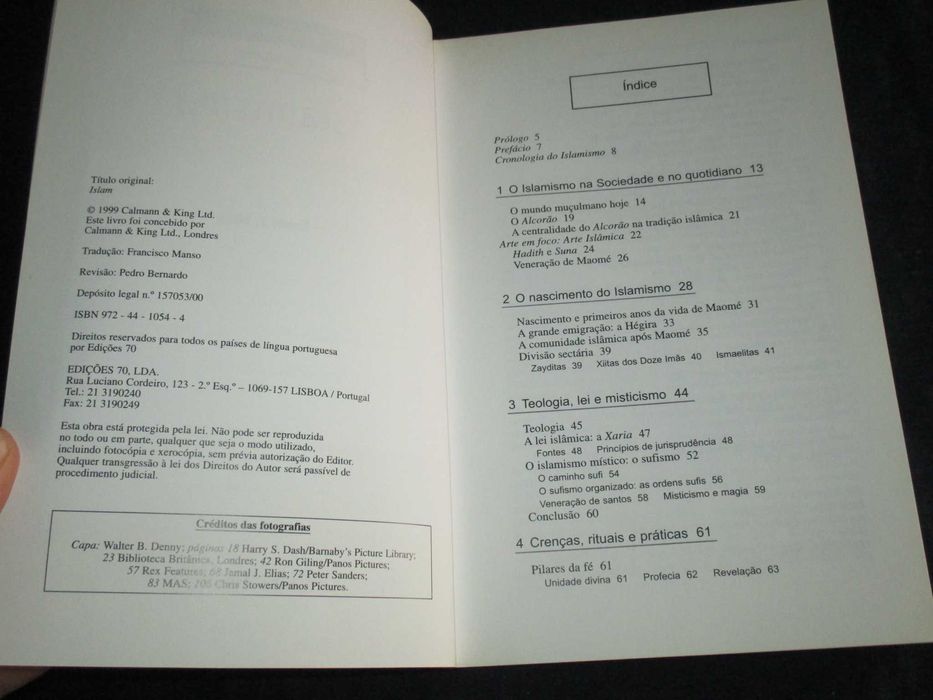 Título original:
Islam
© 1999 Calmann & King Ltd.
Este livro foi concebido por
Calmann & King Ltd., Londres
Tradução: Francisco Manso
Revisão: Pedro Bernardo
Depósito legal n.º 157053/00
ISBN 972 - 44 - 1054 - 4
Direitos reservados para todos os países de língua portuguesa
por Edições 70
EDIÇÕES 70, LDA.
Rua Luciano Cordeiro, 123 - 2.º Esq.º – 1069-157 LISBOA / Portugal
Tel.: 21 3190240
Fax: 21 3190249
Esta obra está protegida pela lei. Não pode ser reproduzida
no todo ou em parte, qualquer que seja o modo utilizado,
incluindo fotocópia e xerocópia, sem prévia autorização do Editor.
Qualquer transgressão à lei dos Direitos do Autor será passível de
procedimento judicial.
Créditos das fotografias
Capa: Walter B. Denny; páginas 18 Harry S. Dash/Barnaby's Picture Library;
23 Biblioteca Britânica, Londres; 42 Ron Giling/Panos Pictures;
57 Rex Features; 68 Jamal J. Elias; 72 Peter Sanders;
83 MAS; Chris Stowers/Panos Pictures.
Índice
Prólogo 5
Prefácio 7
Cronologia do Islamismo 8
1 O Islamismo na Sociedade e no quotidiano 13
O mundo muçulmano hoje 14
O Alcorão 19
A centralidade do Alcorão na tradição islâmica 21
Arte em foco: Arte Islâmica 22
Hadith e Suna 24
Veneração de Maomé 26
2 O nascimento do Islamismo 28
Nascimento e primeiros anos da vida de Maomé 31
A grande emigração: a Hégira 33
A comunidade islâmica após Maomé 35
Divisão sectária 39
Zayditas 39 Xiitas dos Doze Imãs 40 Ismaelitas 41
3 Teologia, lei e misticismo 44
Teologia 45
A lei islâmica: a Xaria 47
Fontes 48 Princípios de jurisprudência 48
O islamismo místico: o sufismo 52
O caminho sufi 54
O sufismo organizado: as ordens sufis 56
Veneração de santos 58 Misticismo e magia 59
Conclusão 60
4 Crenças, rituais e práticas 61
Pilares da fé 61
Unidade divina 61 Profecia 62 Revelação 63